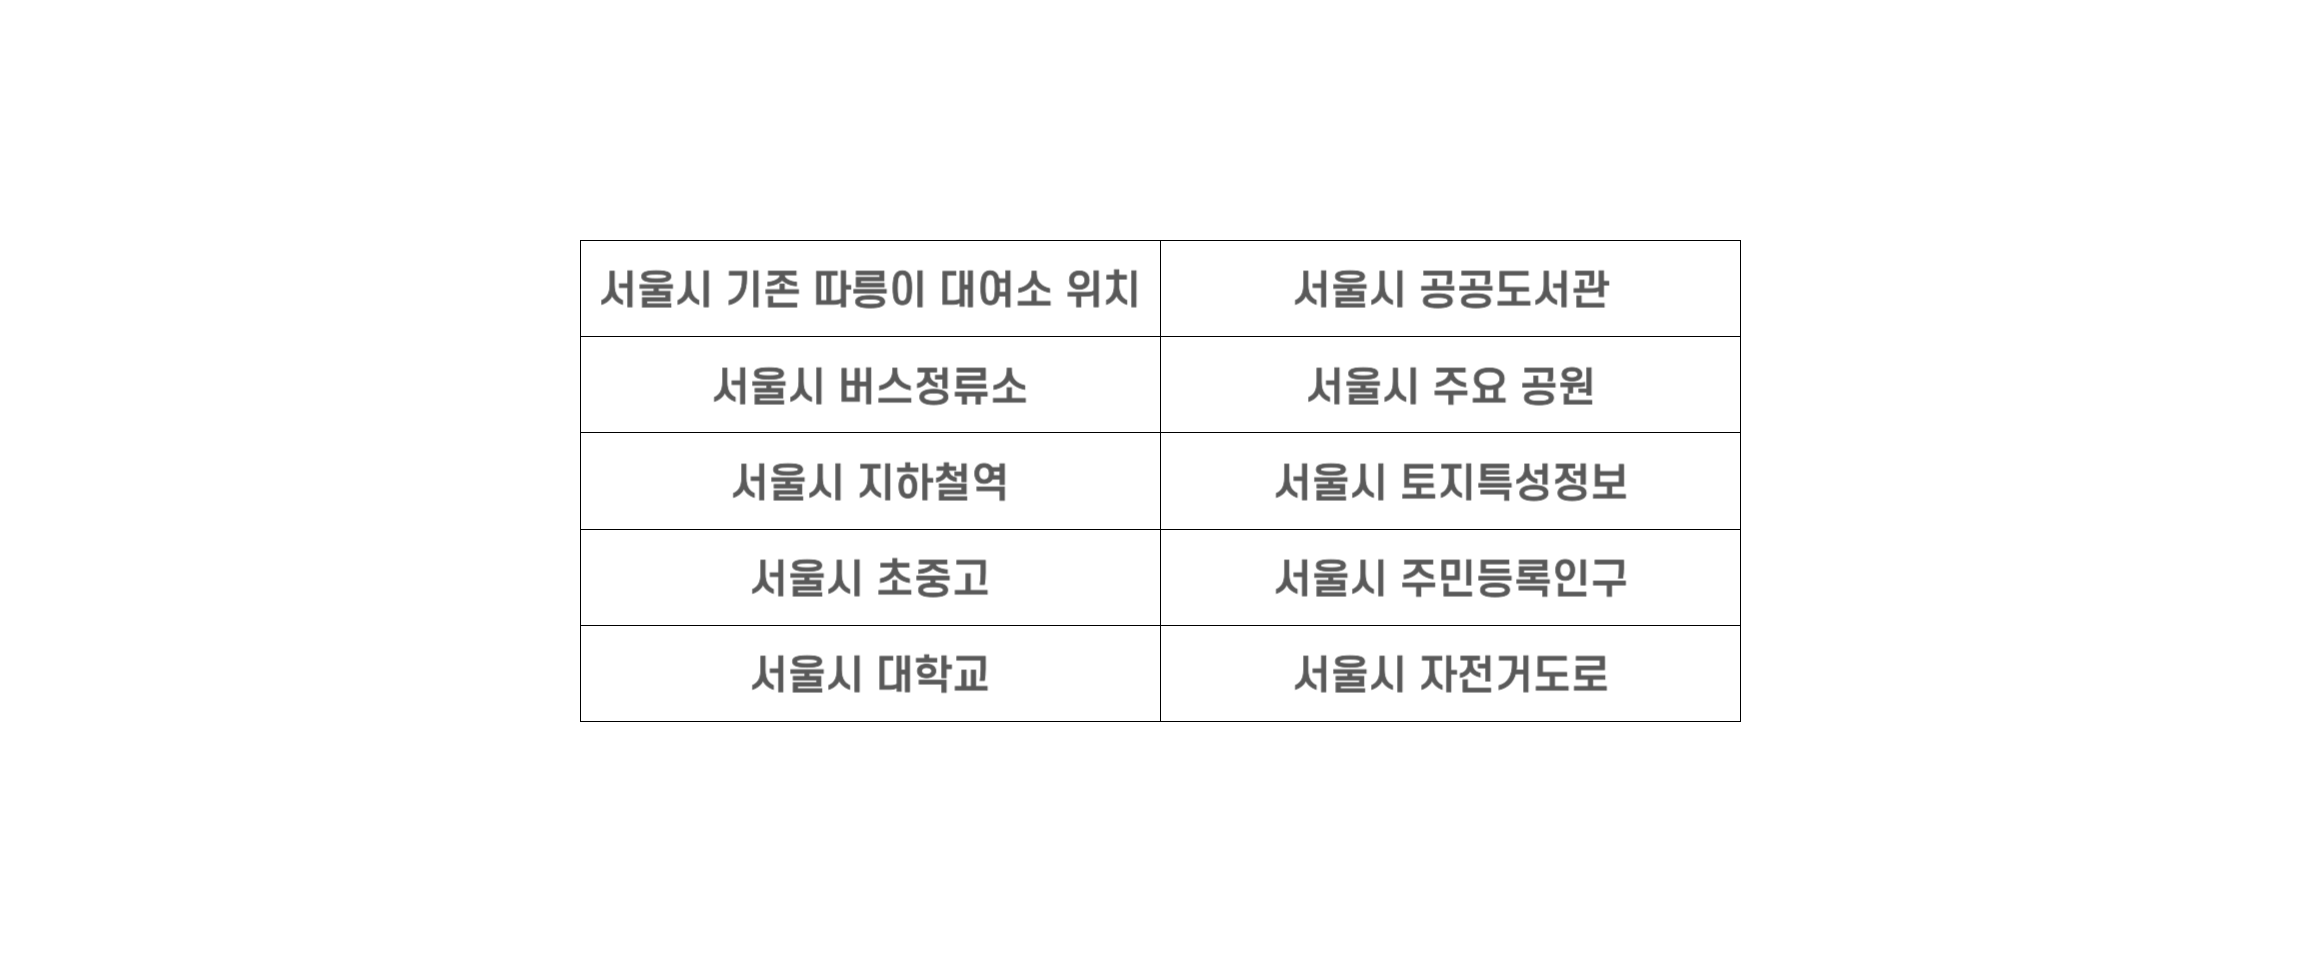 서울시 기존 따릉이 대여소 위치
서울시 공공도서관
서울시 버스정류소
서울시 주요 공원
서울시 지하철역
서울시 토지특성정보
서울시 초중고
서울시 주민등록인구
서울시 대학교
서울시 자전거도로